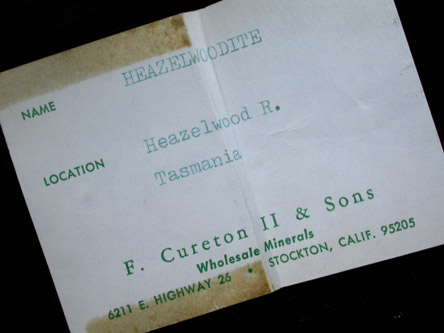 NAME HEAZELWOODITE
LOCATION Heazelwood R.
Tasmania
F. Cureton II & Sons
Wholesale Minerals
6211 E. HIGHWAY 26 • STOCKTON, CALIF. 95205